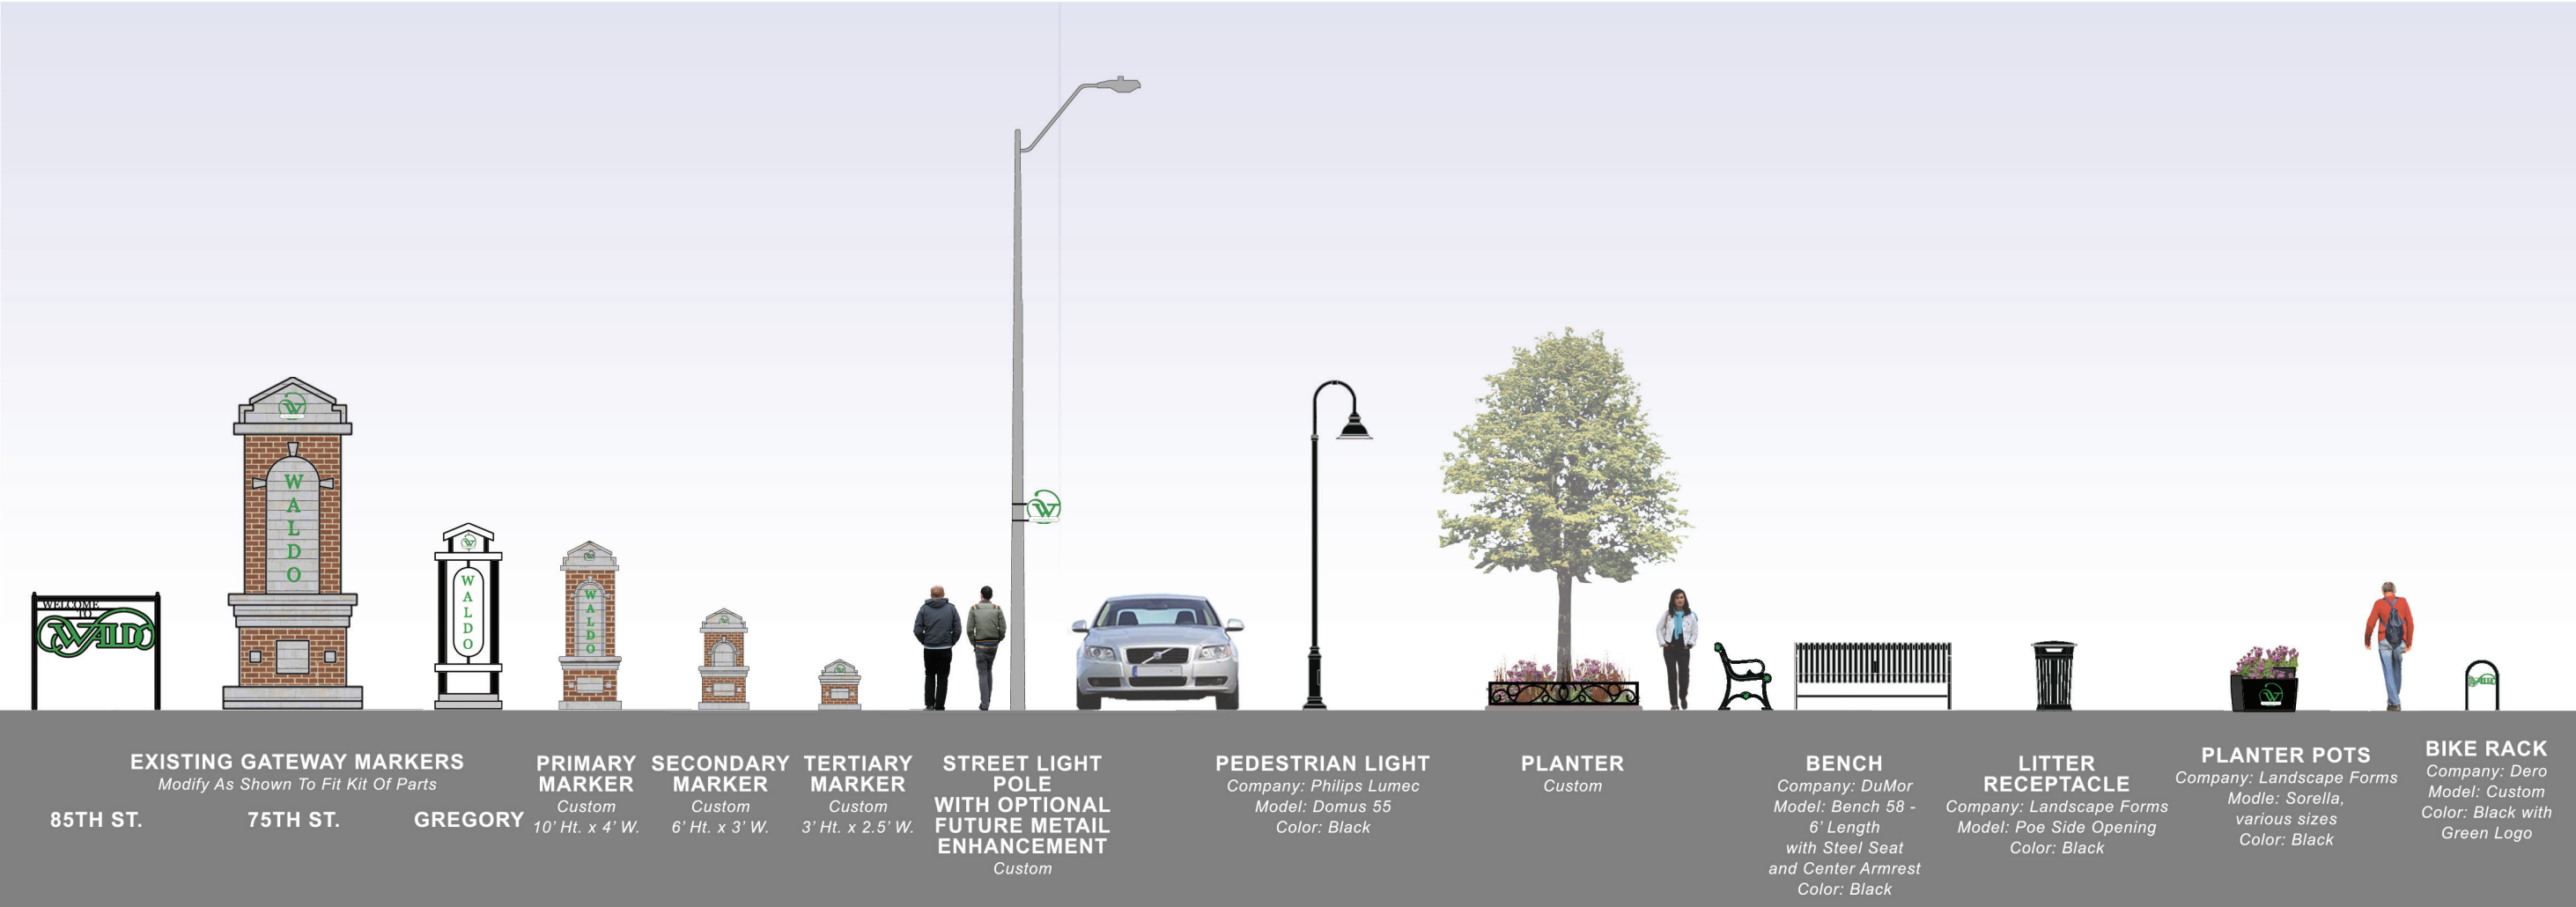 WELCOME
TO
WALDO
W
W
A
L
D
O
W
W
A
L
D
O
W
W
A
L
D
O
W
W
W
W
W
WALDO
EXISTING GATEWAY MARKERS
Modify As Shown To Fit Kit Of Parts
85TH ST.
75TH ST.
GREGORY
PRIMARY
MARKER
Custom
10’ Ht. x 4’ W.
SECONDARY
MARKER
Custom
6’ Ht. x 3’ W.
TERTIARY
MARKER
Custom
3’ Ht. x 2.5’ W.
STREET LIGHT
POLE
WITH OPTIONAL
FUTURE METAIL
ENHANCEMENT
Custom
PEDESTRIAN LIGHT
Company: Philips Lumec
Model: Domus 55
Color: Black
PLANTER
Custom
BENCH
Company: DuMor
Model: Bench 58 -
6’ Length
with Steel Seat
and Center Armrest
Color: Black
LITTER
RECEPTACLE
Company: Landscape Forms
Model: Poe Side Opening
Color: Black
PLANTER POTS
Company: Landscape Forms
Modle: Sorella,
various sizes
Color: Black
BIKE RACK
Company: Dero
Model: Custom
Color: Black with
Green Logo